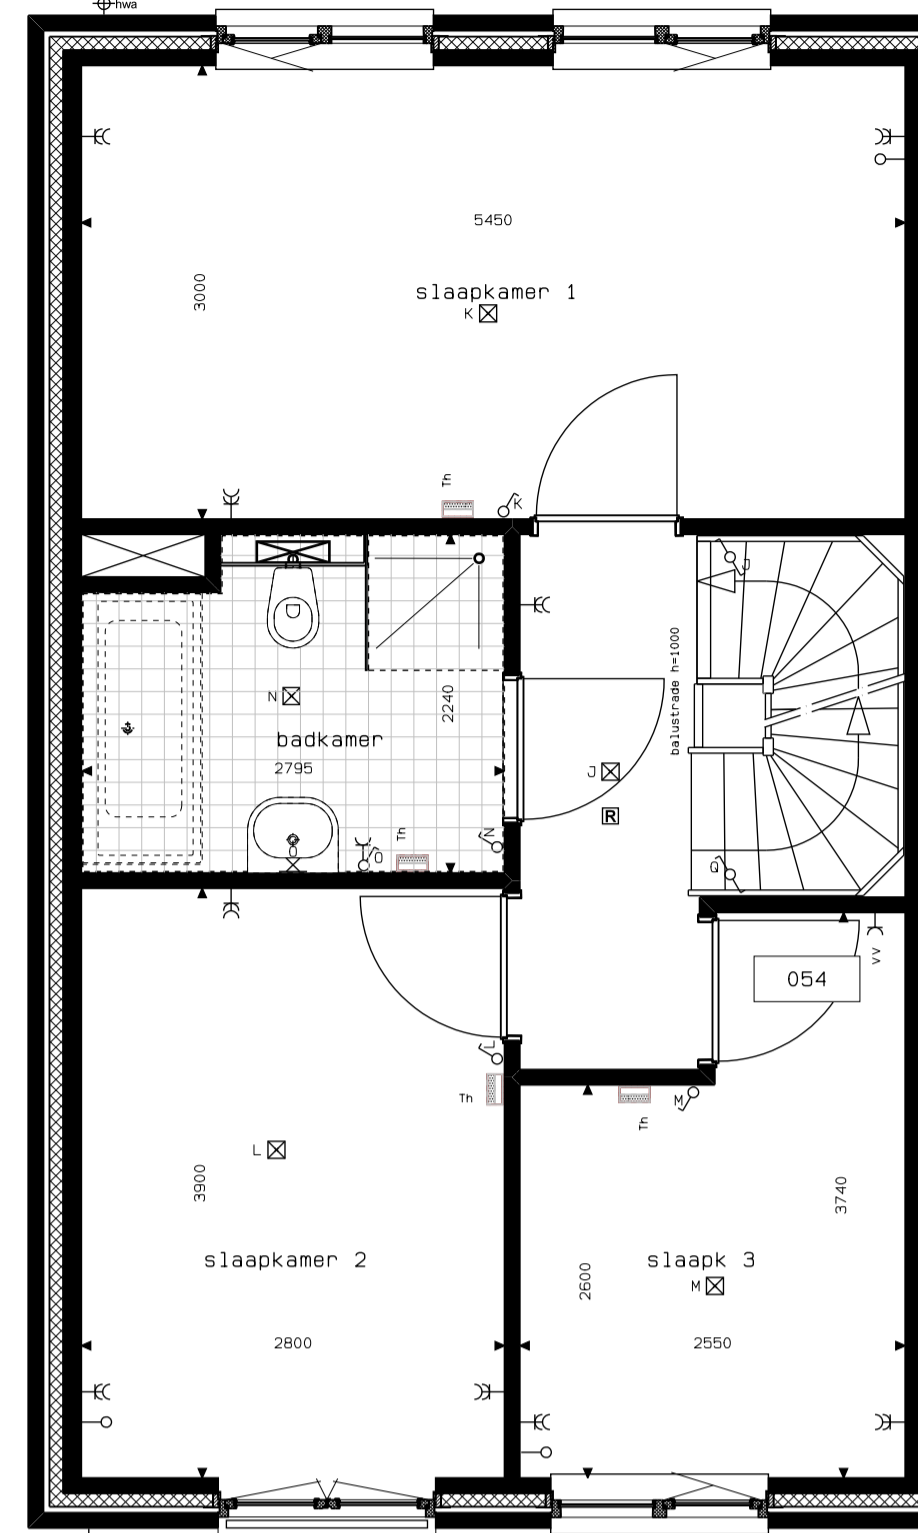 hwa
5450
3000
slaapkamer 1
K
Th
K
J
balustrade h=1000
2240
N
badkamer
2795
J
R
Th
N
O
Q
VV
054
L
Th
M
Th
L
3900
3740
slaapkamer 2
slaapk 3
2600
M
2800
2550